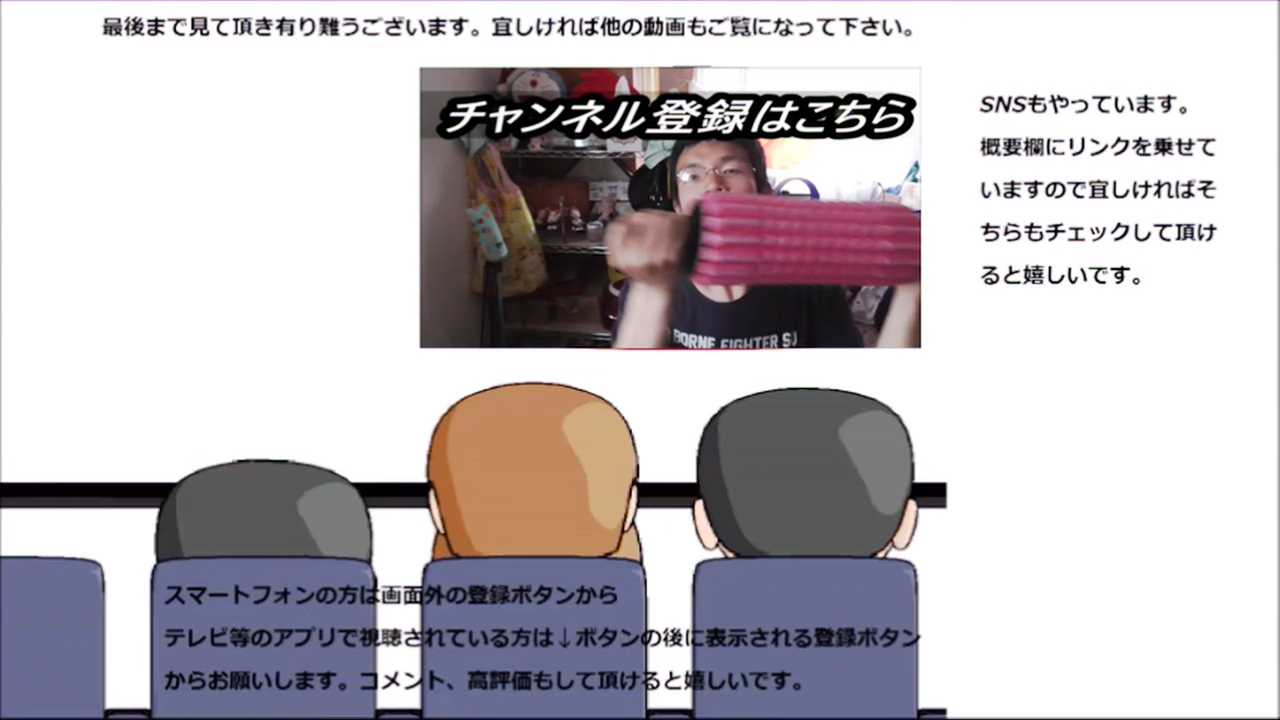 最後まで見て頂き有り難うございます。宜しければ他の動画もご覧になって下さい。
チャンネル登録はこちら
BORNE FIGHTER
SNSもやっています。
概要欄にリンクを乗せて
いますので宜しければそ
ちらもチェックして頂け
ると嬉しいです。
スマートフォンの方は画面外の登録ボタンから
テレビ等のアプリで視聴されている方は↓ボタンの後に表示される登録ボタン
からお願いします。コメント、高評価もして頂けると嬉しいです。